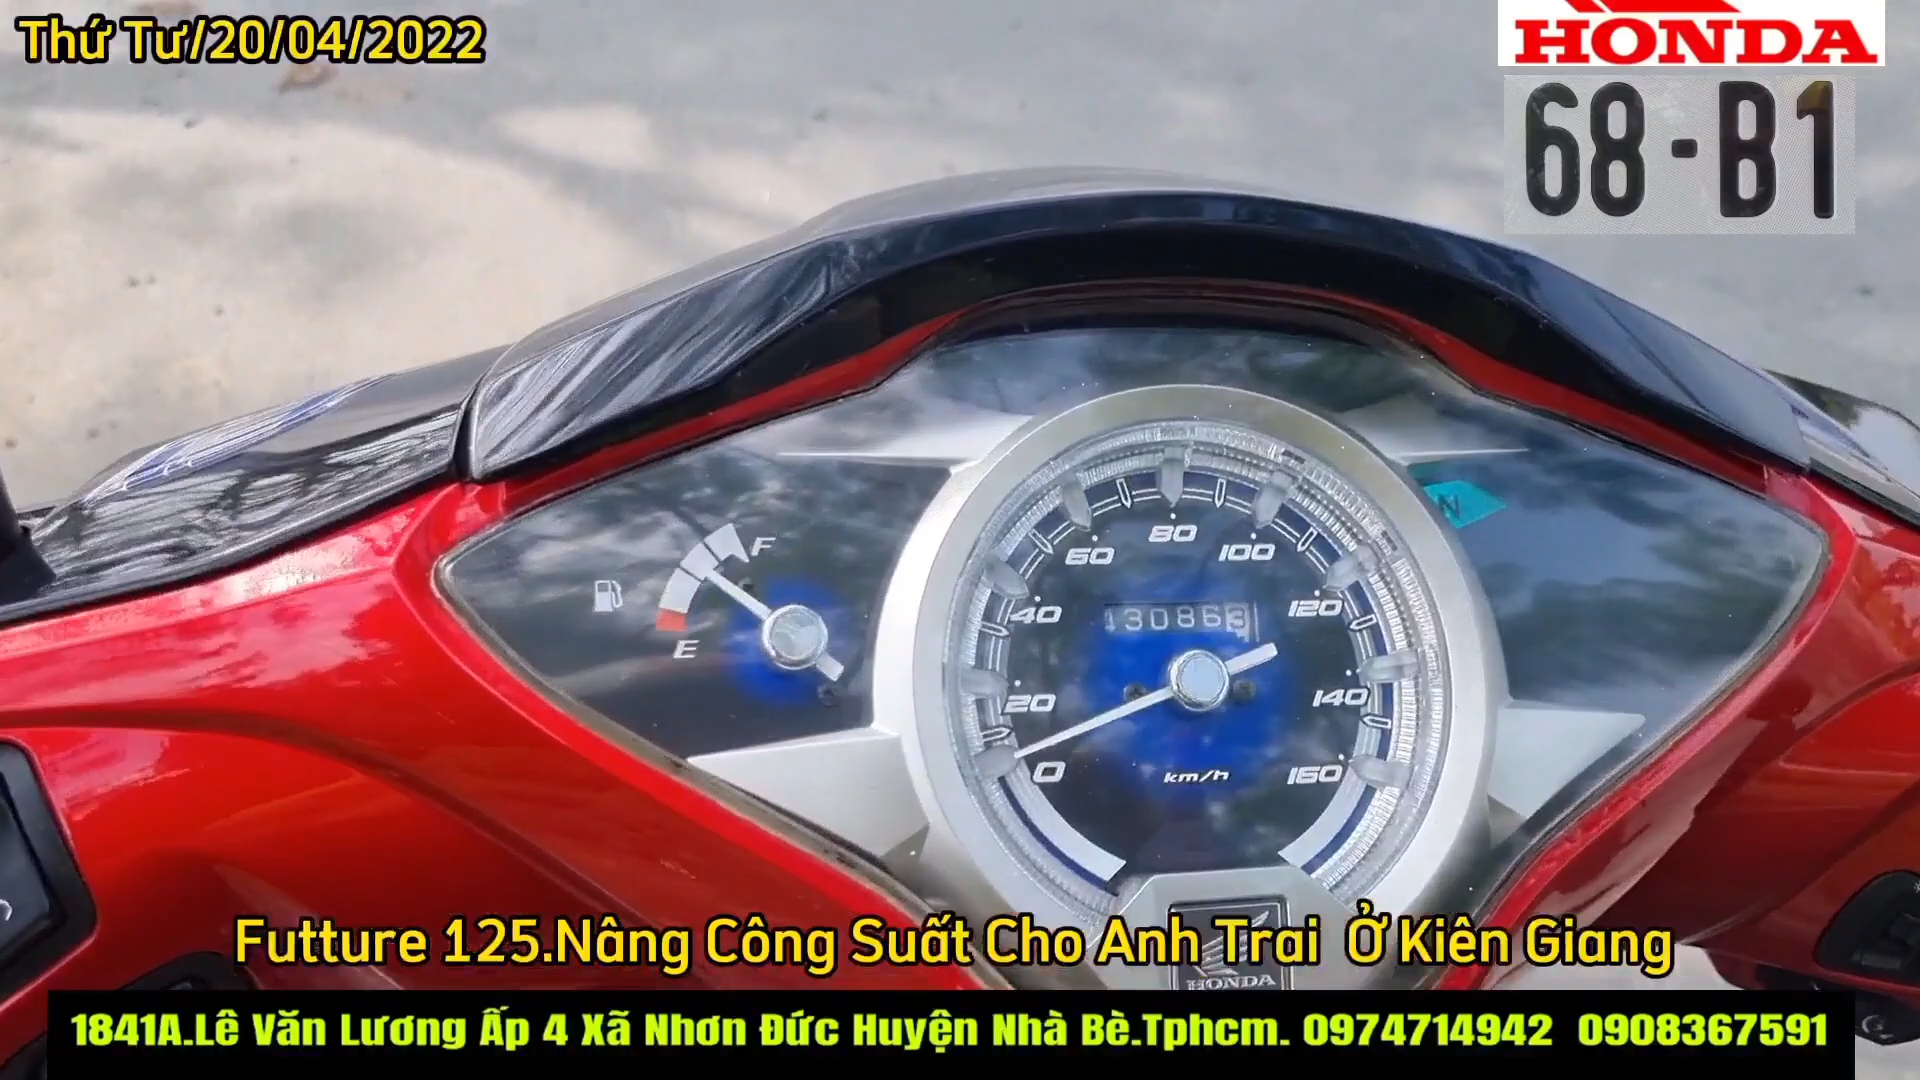 Thứ Tư/20/04/2022
HONDA
68-B1
F
E
0
20
40
60
80
100
120
140
160
30863
km/h
N
Futture 125.Nâng Công Suất Cho Anh Trai Ở Kiên Giang
HONDA
1841A.Lê Văn Lương Ấp 4 Xã Nhơn Đức Huyện Nhà Bè.Tphcm. 0974714942 0908367591